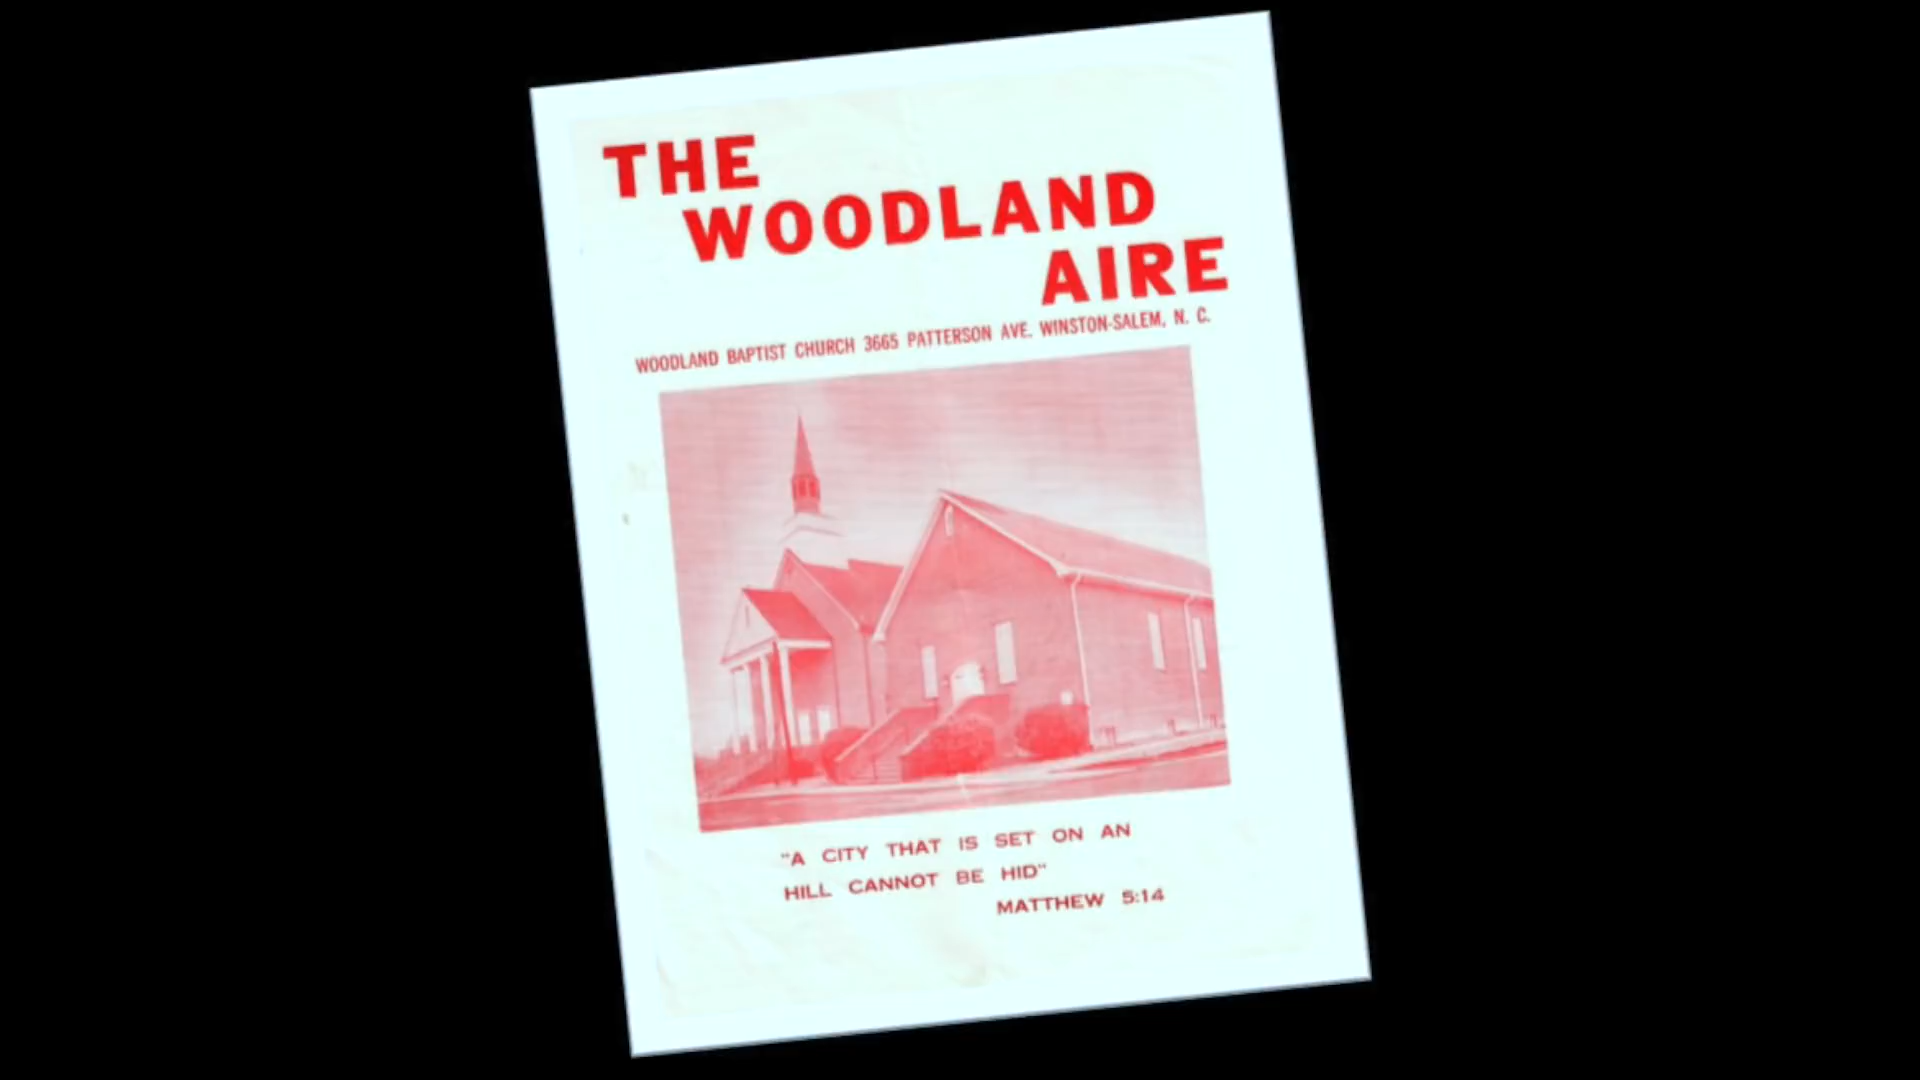 THE
WOODLAND
AIRE
WOODLAND BAPTIST CHURCH 3665 PATTERSON AVE. WINSTON-SALEM, N. C.
"A CITY THAT IS SET ON AN
HILL CANNOT BE HID"
MATTHEW 5:14